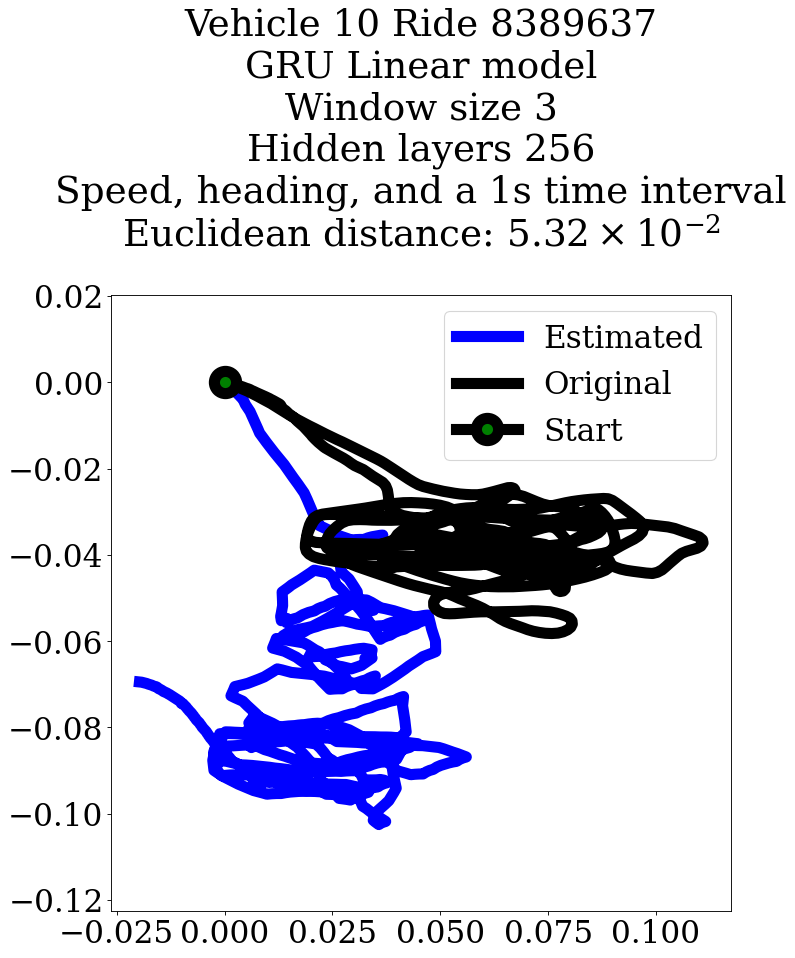 Vehicle 10 Ride 8389637
GRU Linear model
Window size 3
Hidden layers 256
Speed, heading, and a 1s time interval
Euclidean distance: 5.32 × 10⁻²
Estimated
Original
Start
0.02
0.00
−0.02
−0.04
−0.06
−0.08
−0.10
−0.12
−0.025 0.000 0.025 0.050 0.075 0.100